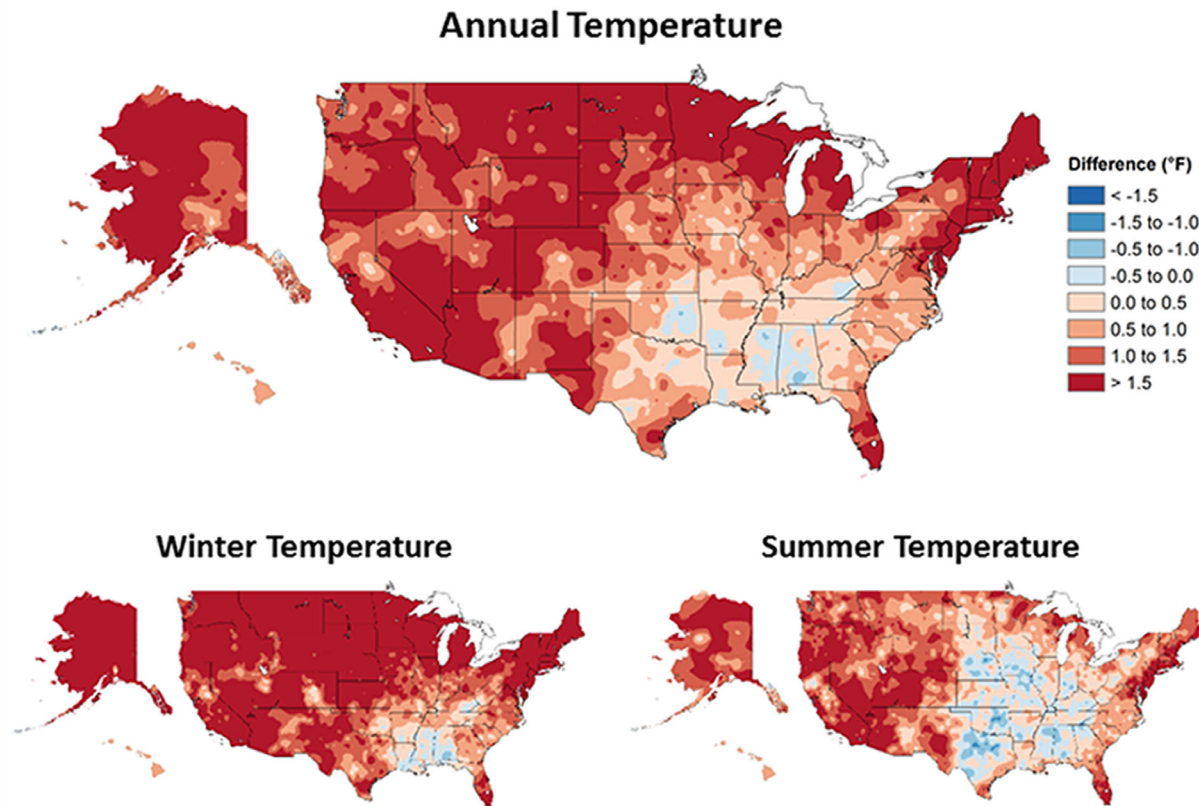 Annual Temperature
Difference (°F)
< -1.5
-1.5 to -1.0
-0.5 to -1.0
-0.5 to 0.0
0.0 to 0.5
0.5 to 1.0
1.0 to 1.5
> 1.5
Winter Temperature
Summer Temperature